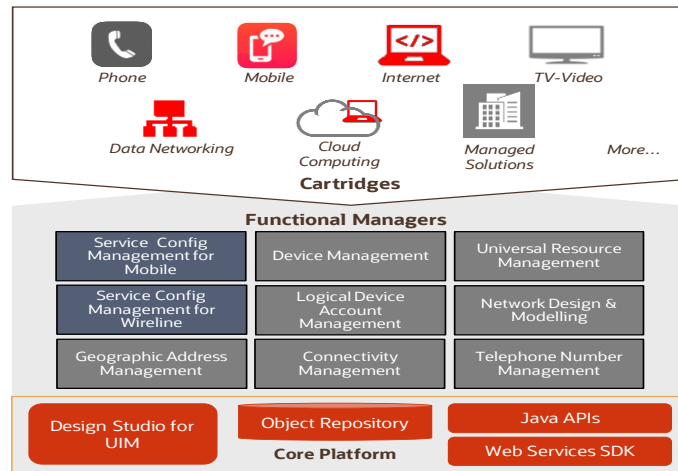 </>
Phone
Mobile
Internet
TV-Video
Data Networking
Cloud
Computing
Managed
Solutions
More...
Cartridges
Functional Managers
Service Config
Management for
Mobile
Device Management
Universal Resource
Management
Service Config
Management for
Wireline
Logical Device
Account
Management
Network Design &
Modelling
Geographic Address
Management
Connectivity
Management
Telephone Number
Management
Design Studio for
UIM
Object Repository
Java APIs
Web Services SDK
Core Platform